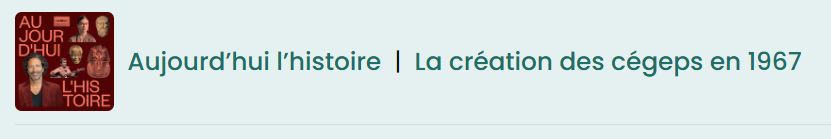 AU
JOUR
D'HUI
L'HIS
TOIRE
Aujourd’hui l’histoire | La création des cégeps en 1967